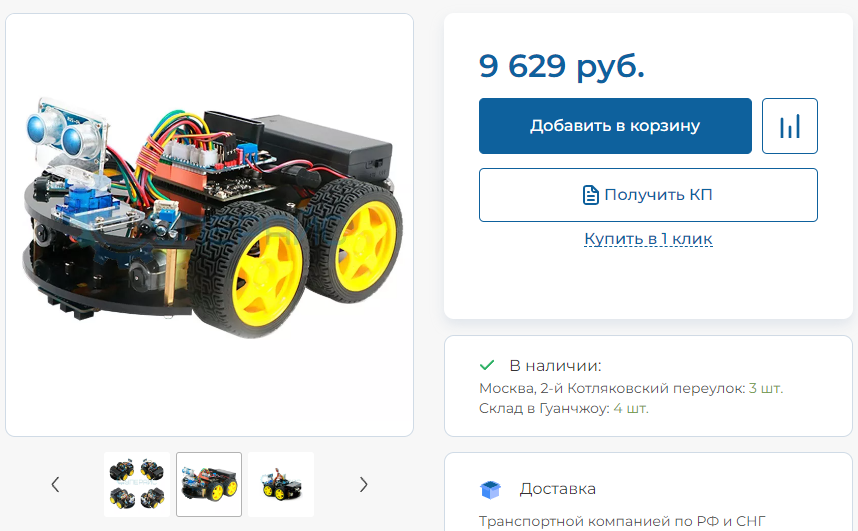 9 629 руб.
Добавить в корзину
Получить КП
Купить в 1 клик
В наличии:
Москва, 2-й Котляковский переулок: 3 шт.
Склад в Гуанчжоу: 4 шт.
Доставка
Транспортной компанией по РФ и СНГ